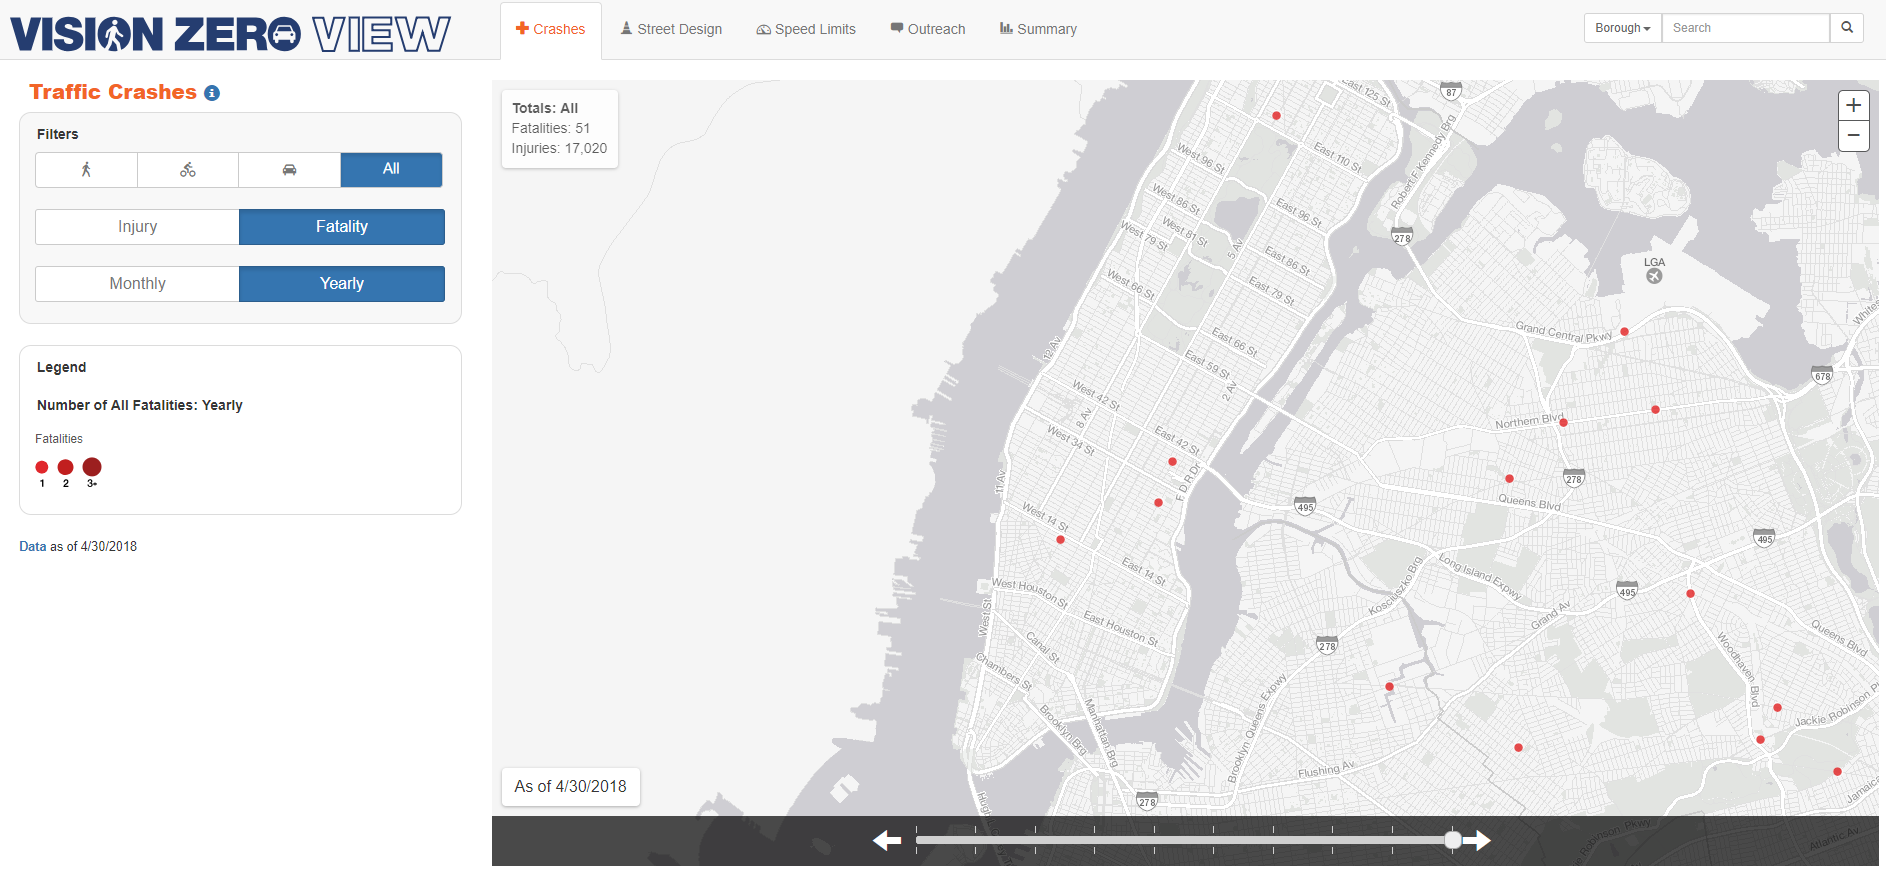 VISION ZERO VIEW
Crashes
Street Design
Speed Limits
Outreach
Summary
Borough
Search
Traffic Crashes
Filters
All
Injury
Fatality
Monthly
Yearly
Legend
Number of All Fatalities: Yearly
Fatalities
1 2 3+
Data as of 4/30/2018
Totals: All
Fatalities: 51
Injuries: 17,020
+
−
East 125 St
87
Robert F Kennedy Brg
West 96 St
East 110 St
West 86 St
West 81 St
West 79 St
East 96 St
5 Av
East 86 St
East 79 St
278
LGA
West 66 St
East 66 St
East 59 St
12 Av
2 Av
Grand Central Pkwy
678
West 42 St
8 Av
West 34 St
East 42 St
Northern Blvd
11 Av
F D R Dr
278
495
Queens Blvd
West 14 St
East 14 St
495
Kosciuszko Brg
Long Island Expwy
495
Grand Av
West Houston St
East Houston St
West St
Canal St
Chambers St
278
Queens Blvd
Woodhaven Blvd
Jackie Robinson
Brooklyn Brg
Manhattan Brg
Brooklyn Queens Expwy
Flushing Av
278
Jamaica
Atlantic Av
Robinson Pkwy
As of 4/30/2018